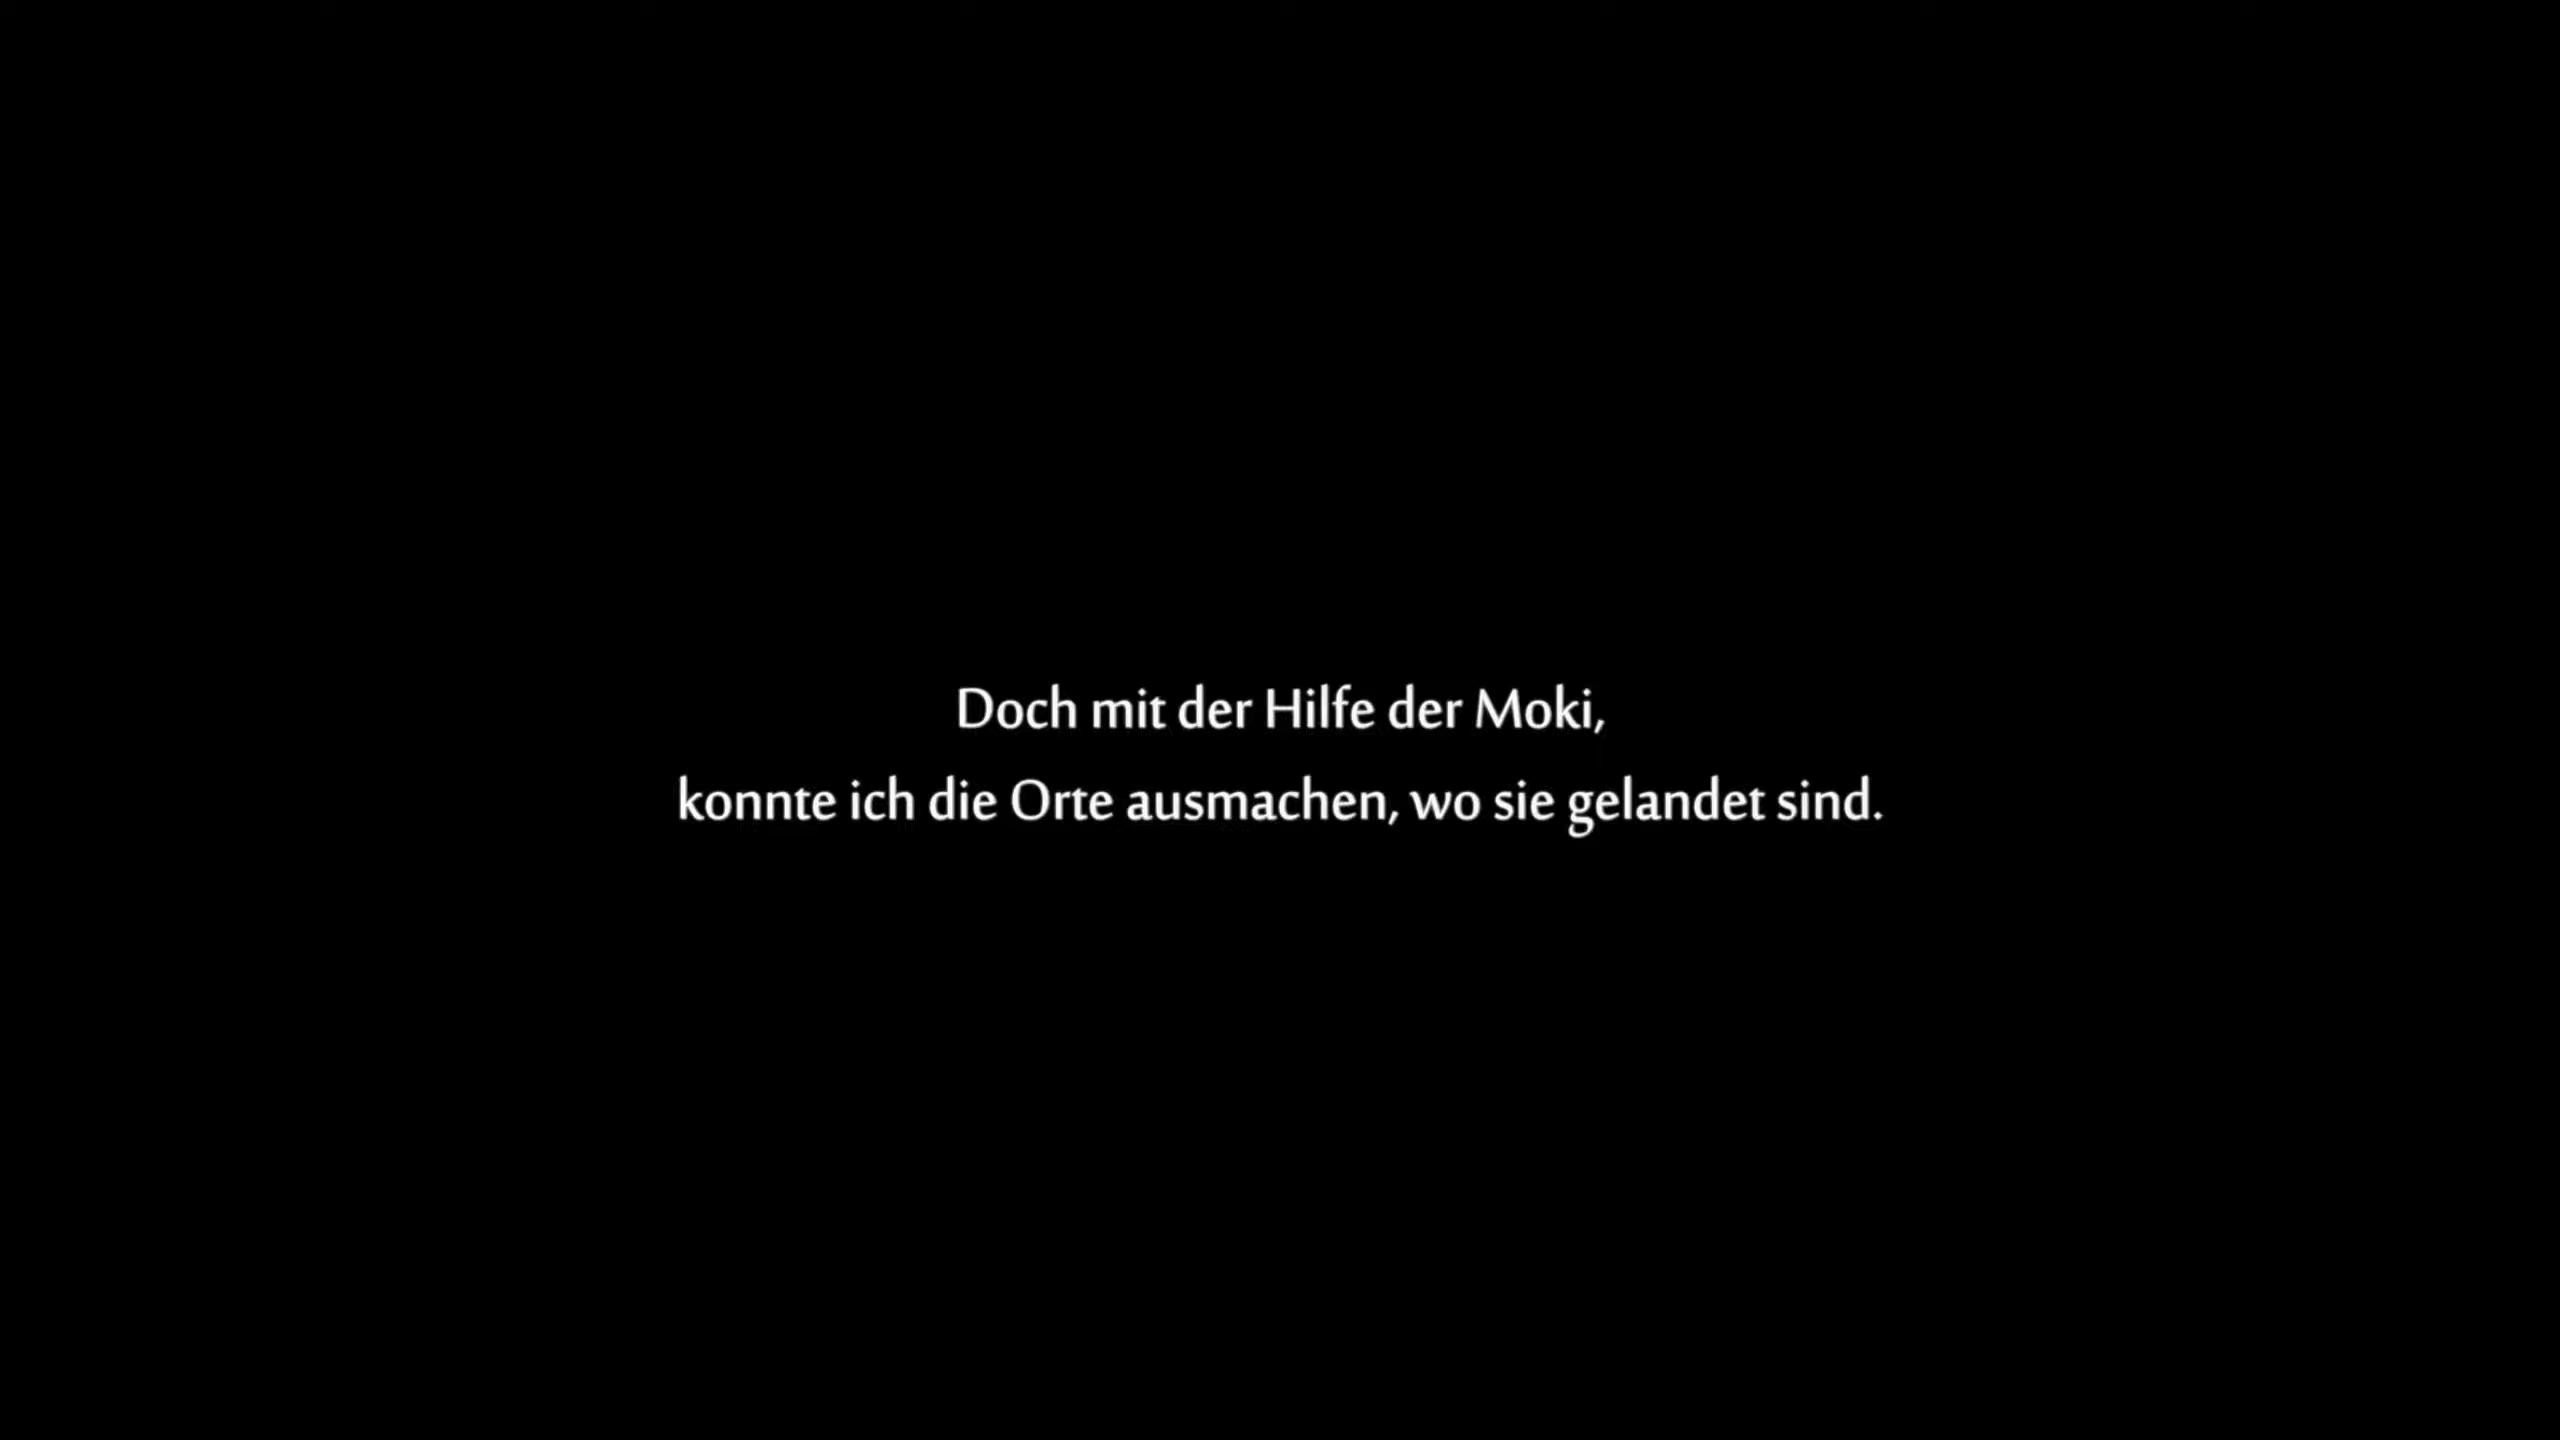 Doch mit der Hilfe der Moki,
konnte ich die Orte ausmachen, wo sie gelandet sind.